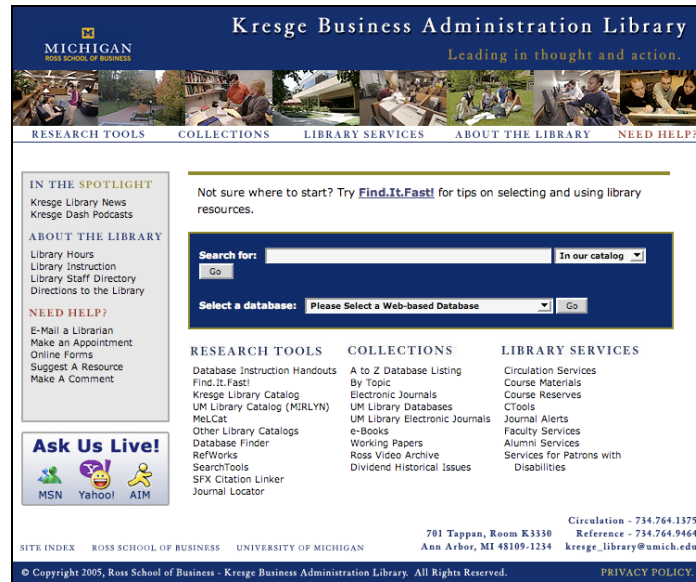 Kresge Business Administration Library
MICHIGAN
ROSS SCHOOL OF BUSINESS
Leading in thought and action.
RESEARCH TOOLS COLLECTIONS LIBRARY SERVICES ABOUT THE LIBRARY NEED HELP?
IN THE SPOTLIGHT
Kresge Library News
Kresge Dash Podcasts
ABOUT THE LIBRARY
Library Hours
Library Instruction
Library Staff Directory
Directions to the Library
NEED HELP?
E-Mail a Librarian
Make an Appointment
Online Forms
Suggest A Resource
Make A Comment
Ask Us Live!
MSN Yahoo! AIM
Not sure where to start? Try Find.It.Fast! for tips on selecting and using library
resources.
Search for: In our catalog
Go
Select a database: Please Select a Web-based Database Go
RESEARCH TOOLS
Database Instruction Handouts
Find.It.Fast!
Kresge Library Catalog
UM Library Catalog (MIRLYN)
MeLCat
Other Library Catalogs
Database Finder
RefWorks
SearchTools
SFX Citation Linker
Journal Locator
COLLECTIONS
A to Z Database Listing
By Topic
Electronic Journals
UM Library Databases
UM Library Electronic Journals
e-Books
Working Papers
Ross Video Archive
Dividend Historical Issues
LIBRARY SERVICES
Circulation Services
Course Materials
Course Reserves
CTools
Journal Alerts
Faculty Services
Alumni Services
Services for Patrons with
Disabilities
SITE INDEX ROSS SCHOOL OF BUSINESS UNIVERSITY OF MICHIGAN
701 Tappan, Room K3330
Ann Arbor, MI 48109-1234
Circulation - 734.764.1375
Reference - 734.764.9464
kresge_library@umich.edu
© Copyright 2005, Ross School of Business - Kresge Business Administration Library. All Rights Reserved. PRIVACY POLICY